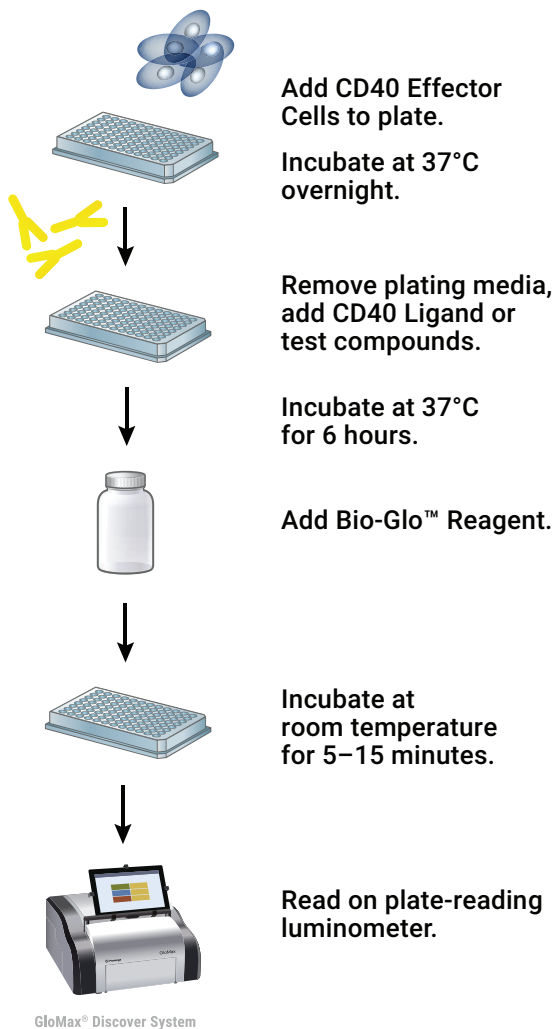 Add CD40 Effector
Cells to plate.
Incubate at 37°C
overnight.
Remove plating media,
add CD40 Ligand or
test compounds.
Incubate at 37°C
for 6 hours.
Add Bio-Glo™ Reagent.
Incubate at
room temperature
for 5–15 minutes.
Read on plate-reading
luminometer.
Promega
GloMax
GloMax® Discover System